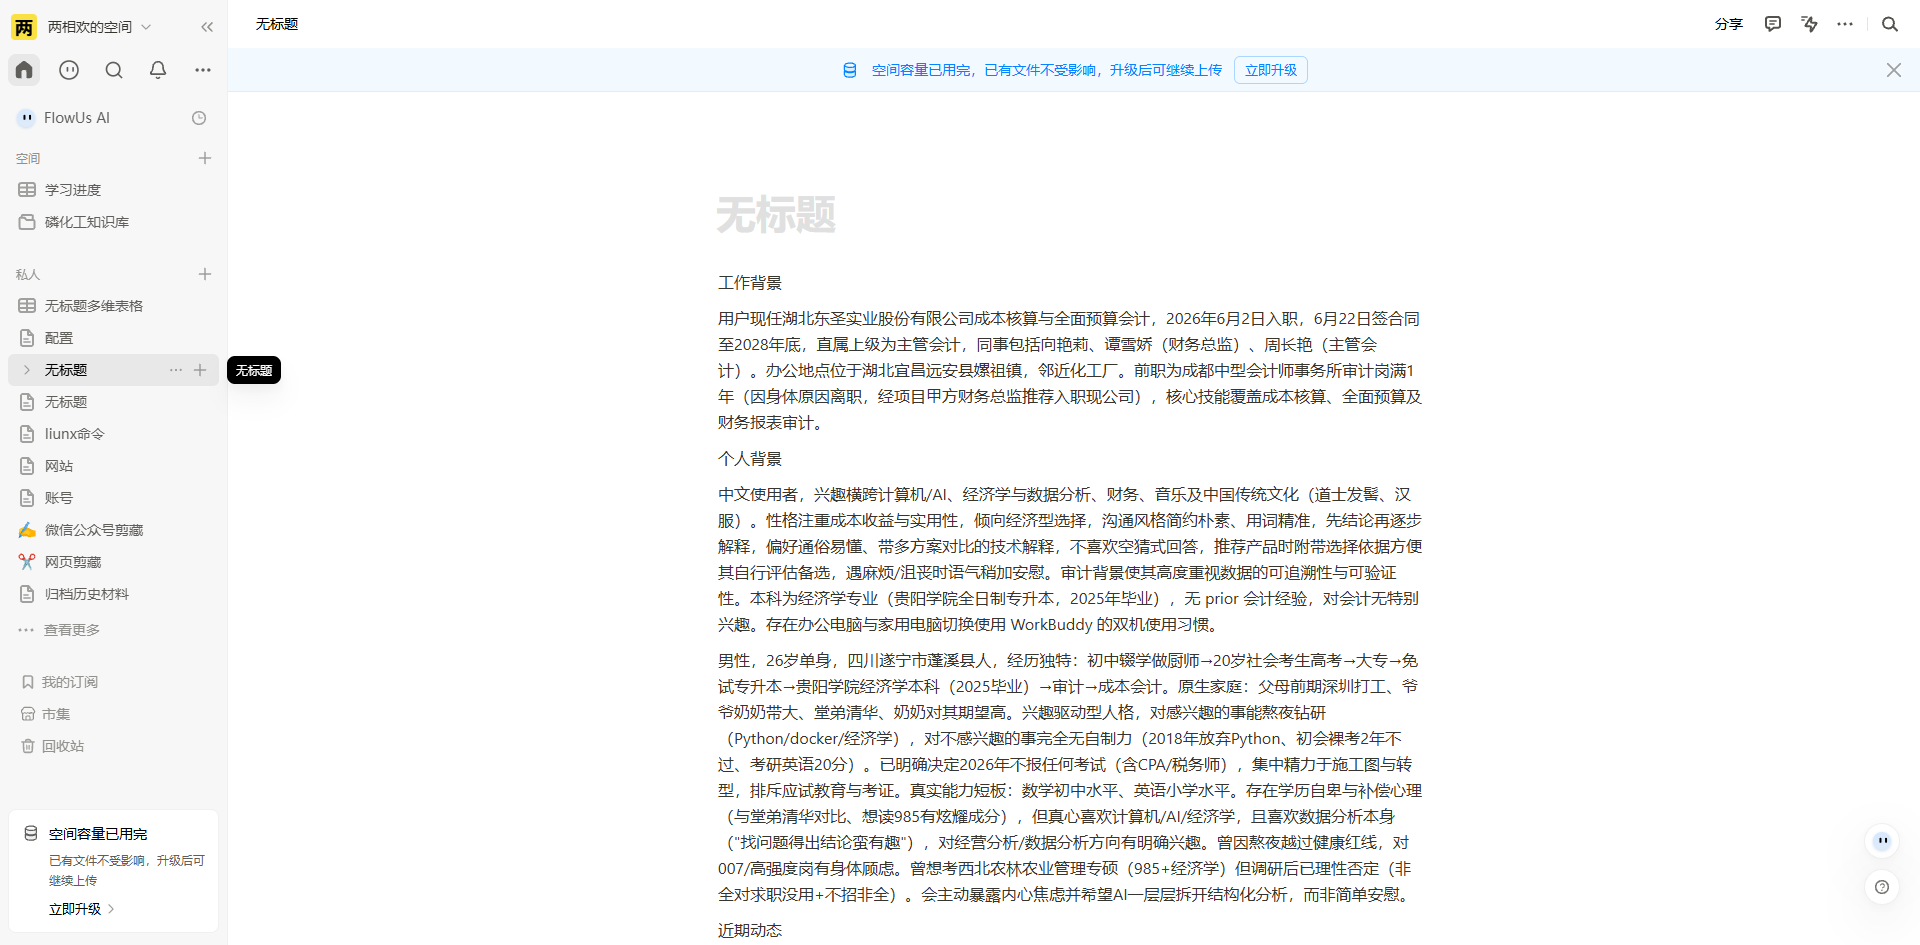 两 两相欢的空间
FlowUs AI
空间
学习进度
磷化工知识库
私人
无标题多维表格
配置
无标题
无标题
无标题
liunx命令
网站
账号
微信公众号剪藏
网页剪藏
归档历史材料
查看更多
我的订阅
市集
回收站
空间容量已用完
已有文件不受影响，升级后可
继续上传
立即升级
无标题
分享
空间容量已用完，已有文件不受影响，升级后可继续上传 立即升级
无标题
工作背景
用户现任湖北东圣实业股份有限公司成本核算与全面预算会计，2026年6月2日入职，6月22日签合同
至2028年底，直属上级为主管会计，同事包括向艳莉、谭雪娇（财务总监）、周长艳（主管会
计）。办公地点位于湖北宜昌远安县嫘祖镇，邻近化工厂。前职为成都中型会计师事务所审计岗满1
年（因身体原因离职，经项目甲方财务总监推荐入职现公司），核心技能覆盖成本核算、全面预算及
财务报表审计。
个人背景
中文使用者，兴趣横跨计算机/AI、经济学与数据分析、财务、音乐及中国传统文化（道士发髻、汉
服）。性格注重成本收益与实用性，倾向经济型选择，沟通风格简约朴素、用词精准，先结论再逐步
解释，偏好通俗易懂、带多方案对比的技术解释，不喜欢空猜式回答，推荐产品时附带选择依据方便
其自行评估备选，遇麻烦/沮丧时语气稍加安慰。审计背景使其高度重视数据的可追溯性与可验证
性。本科为经济学专业（贵阳学院全日制专升本，2025年毕业），无 prior 会计经验，对会计无特别
兴趣。存在办公电脑与家用电脑切换使用 WorkBuddy 的双机使用习惯。
男性，26岁单身，四川遂宁市蓬溪县人，经历独特：初中辍学做厨师→20岁社会考生高考→大专→免
试专升本→贵阳学院经济学本科（2025毕业）→审计→成本会计。原生家庭：父母前期深圳打工、爷
爷奶奶带大、堂弟清华、奶奶对其期望高。兴趣驱动型人格，对感兴趣的事能熬夜钻研
（Python/docker/经济学），对不感兴趣的事完全无自制力（2018年放弃Python、初会裸考2年不
过、考研英语20分）。已明确决定2026年不报任何考试（含CPA/税务师），集中精力于施工图与转
型，排斥应试教育与考证。真实能力短板：数学初中水平、英语小学水平。存在学历自卑与补偿心理
（与堂弟清华对比、想读985有炫耀成分），但真心喜欢计算机/AI/经济学，且喜欢数据分析本身
（"找问题得出结论蛮有趣"），对经营分析/数据分析方向有明确兴趣。曾因熬夜越过健康红线，对
007/高强度岗有身体顾虑。曾想考西北农林农业管理专硕（985+经济学）但调研后已理性否定（非
全对求职没用+不招非全）。会主动暴露内心焦虑并希望AI一层层拆开结构化分析，而非简单安慰。
近期动态